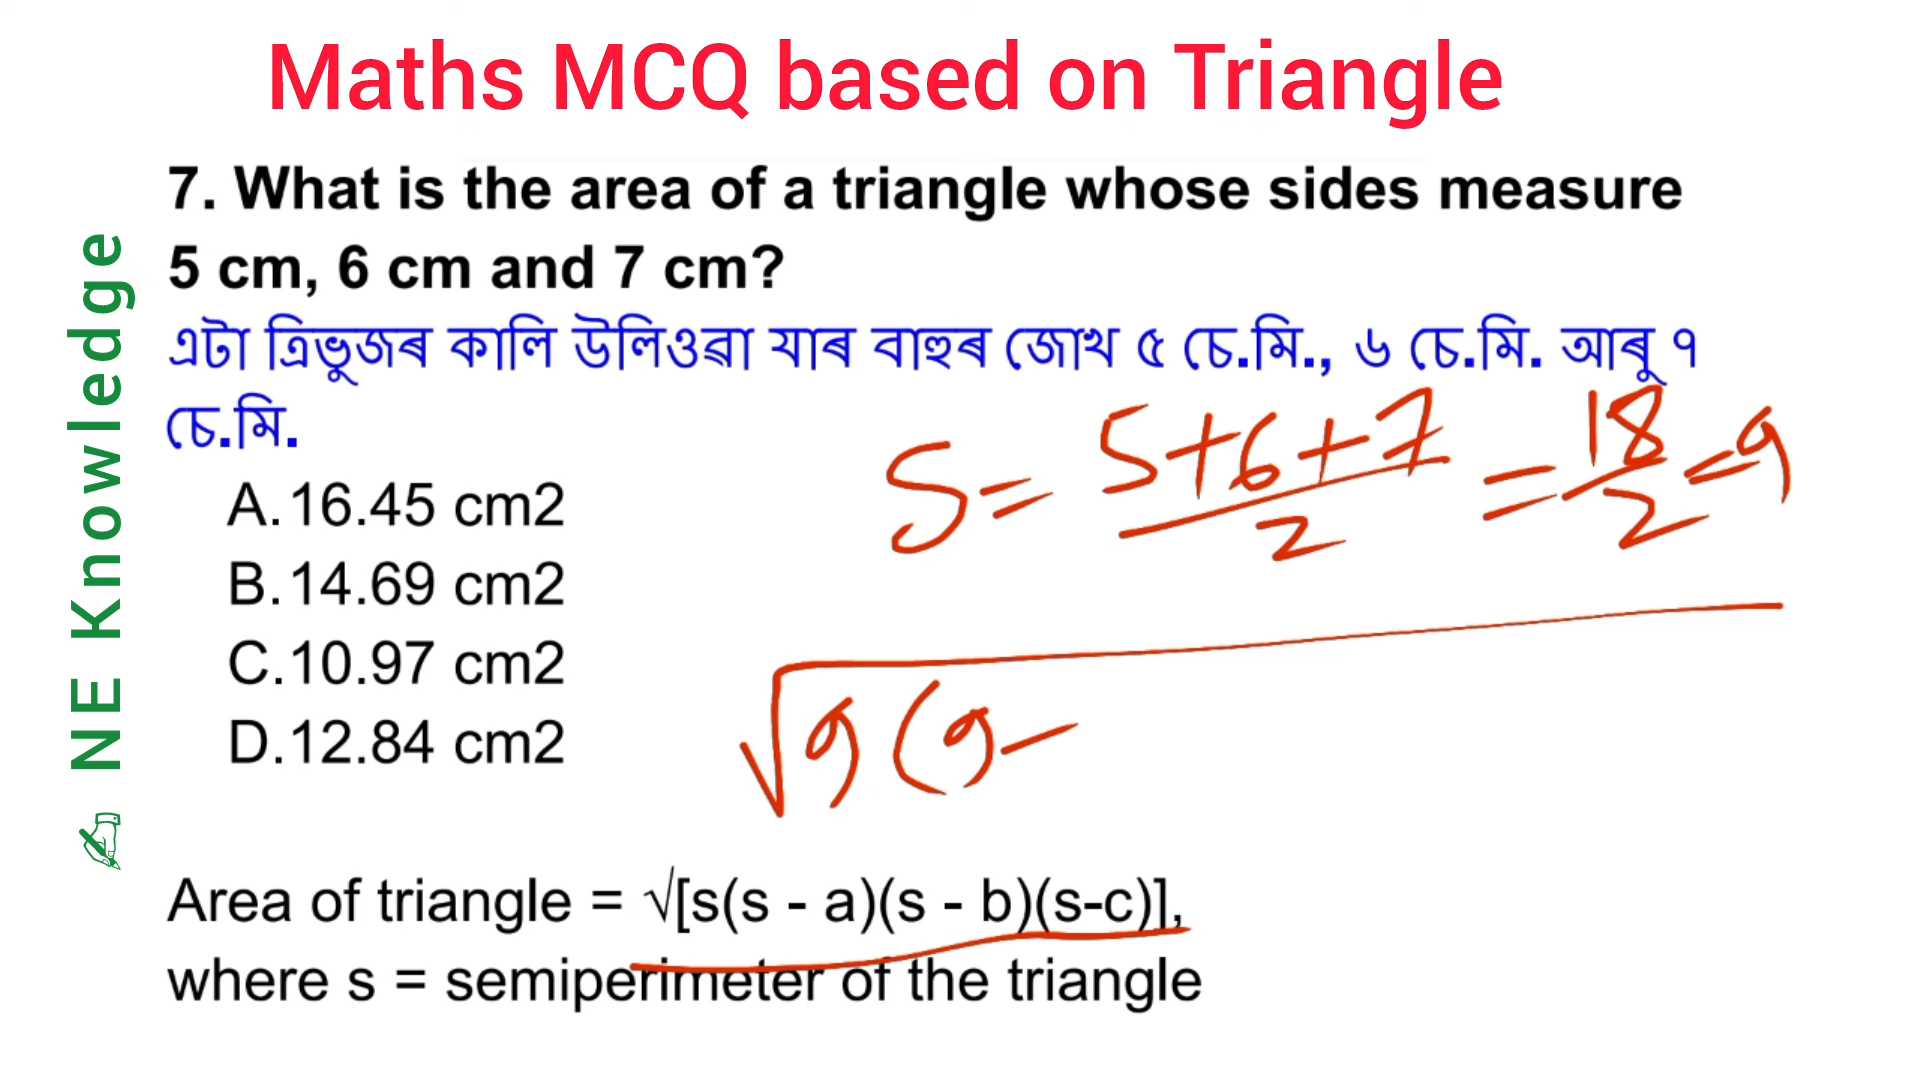 Maths MCQ based on Triangle
NE Knowledge
7. What is the area of a triangle whose sides measure
5 cm, 6 cm and 7 cm?
এটা ত্ৰিভুজৰ কালি উলিওৱা যাৰ বাহুৰ জোখ ৫ চে.মি., ৬ চে.মি. আৰু ৭
চে.মি.
S = 5+6+7/2 = 18/2 = 9
A.16.45 cm2
B.14.69 cm2
C.10.97 cm2
D.12.84 cm2
√9(9-
Area of triangle = √[s(s - a)(s - b)(s-c)],
where s = semiperimeter of the triangle